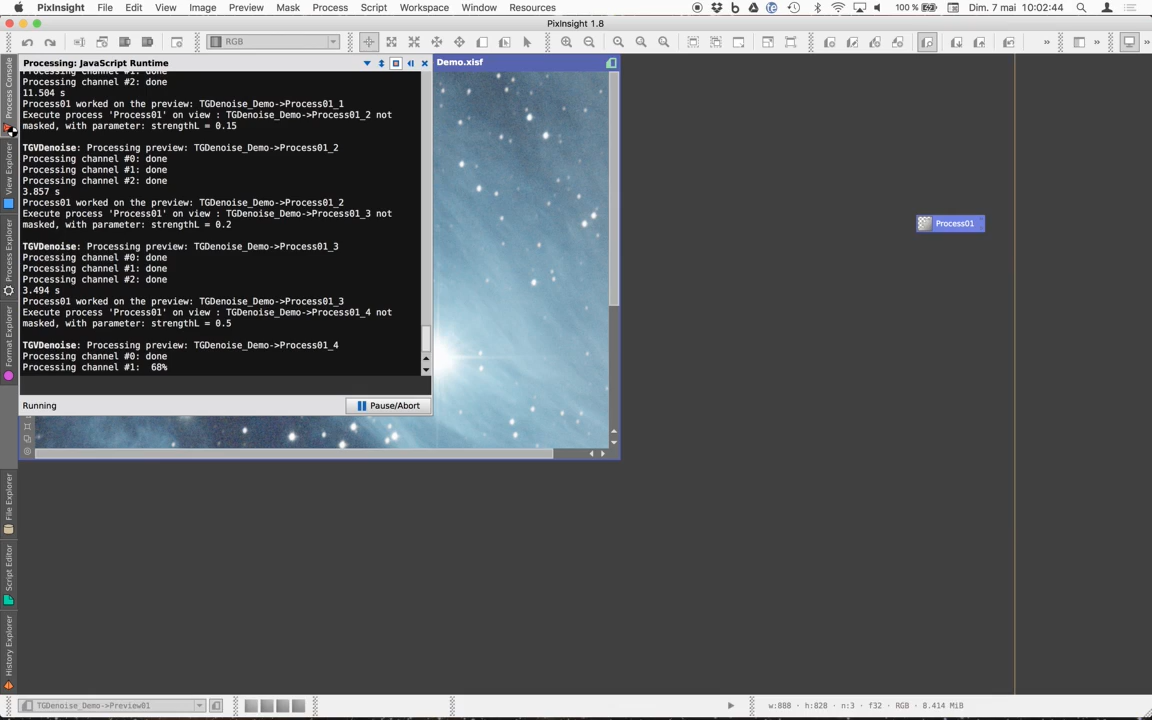 PixInsight File Edit View Image Preview Mask Process Script Workspace Window Resources 100 % Dim. 7 mai 10:02:44
PixInsight 1.8
RGB
Processing: JavaScript Runtime
Demo.xisf
Processing channel #1: done
Processing channel #2: done
11.504 s
Process01 worked on the preview: TGDenoise_Demo->Process01_1
Execute process 'Process01' on view : TGDenoise_Demo->Process01_2 not
masked, with parameter: strengthL = 0.15
TGVDenoise: Processing preview: TGDenoise_Demo->Process01_2
Processing channel #0: done
Processing channel #1: done
Processing channel #2: done
3.857 s
Process01 worked on the preview: TGDenoise_Demo->Process01_2
Execute process 'Process01' on view : TGDenoise_Demo->Process01_3 not
masked, with parameter: strengthL = 0.2
TGVDenoise: Processing preview: TGDenoise_Demo->Process01_3
Processing channel #0: done
Processing channel #1: done
Processing channel #2: done
3.494 s
Process01 worked on the preview: TGDenoise_Demo->Process01_3
Execute process 'Process01' on view : TGDenoise_Demo->Process01_4 not
masked, with parameter: strengthL = 0.5
TGVDenoise: Processing preview: TGDenoise_Demo->Process01_4
Processing channel #0: done
Processing channel #1: 68%
Running
Pause/Abort
Process01
Process Console
View Explorer
Process Explorer
Format Explorer
File Explorer
Script Editor
History Explorer
TGDenoise_Demo->Preview01
w:888 · h:828 · n:3 · f32 · RGB · 8.414 MiB